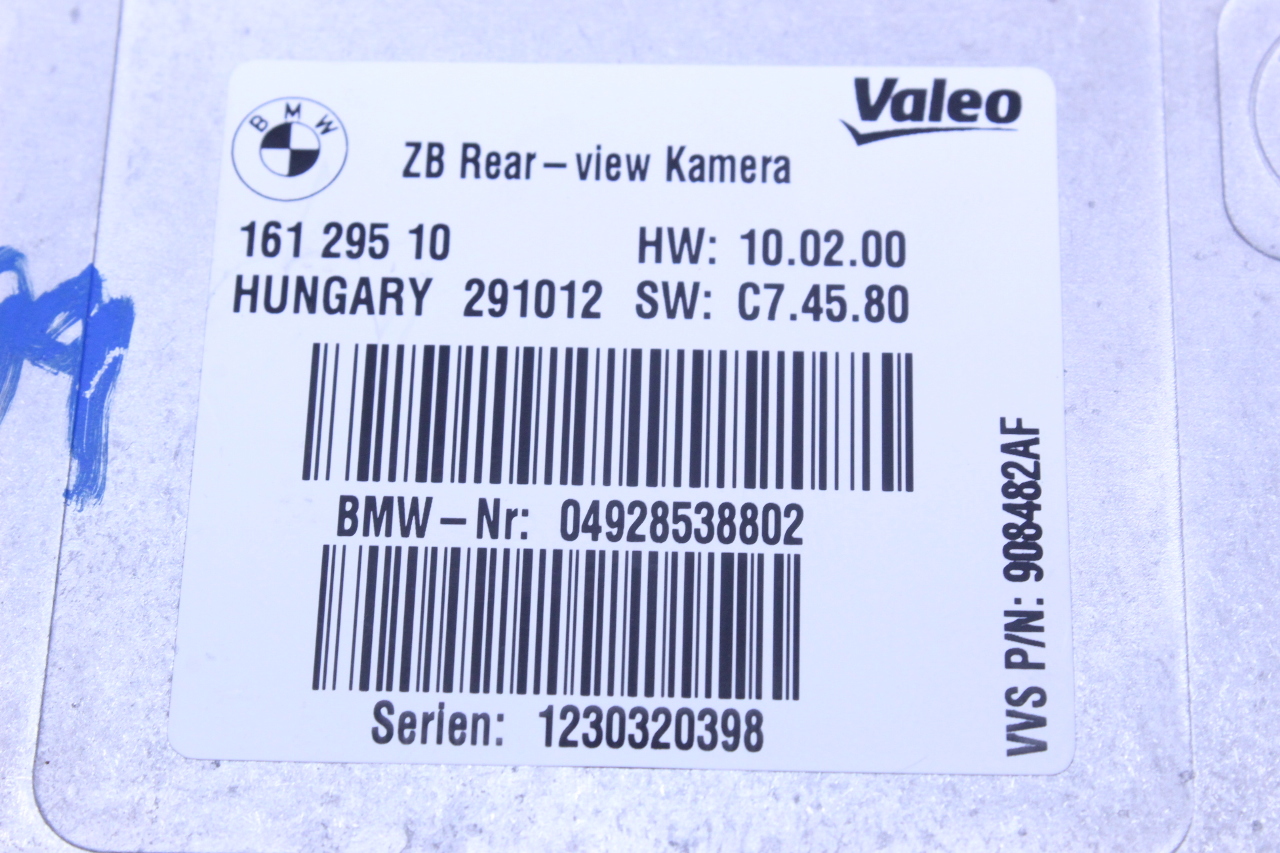 BMW
Valeo
ZB Rear-view Kamera
161 295 10 HW: 10.02.00
HUNGARY 291012 SW: C7.45.80
BMW-Nr: 04928538802
Serien: 1230320398
VVS P/N: 908482AF